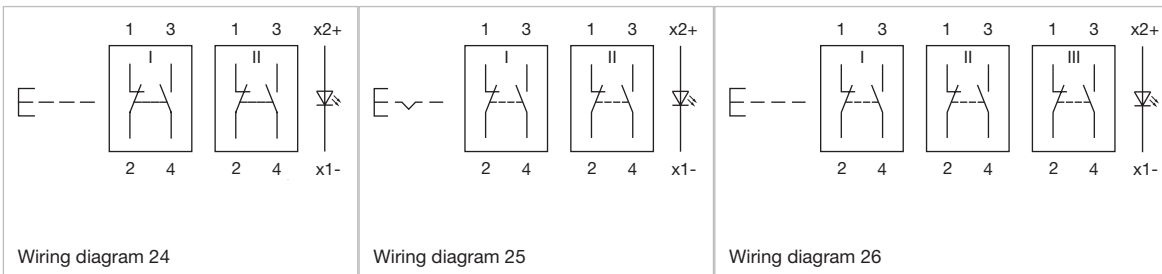 1 3 1 3 x2+
I II
2 4 2 4 x1-
Wiring diagram 24
1 3 1 3 x2+
I II
2 4 2 4 x1-
Wiring diagram 25
1 3 1 3 1 3 x2+
I II III
2 4 2 4 2 4 x1-
Wiring diagram 26